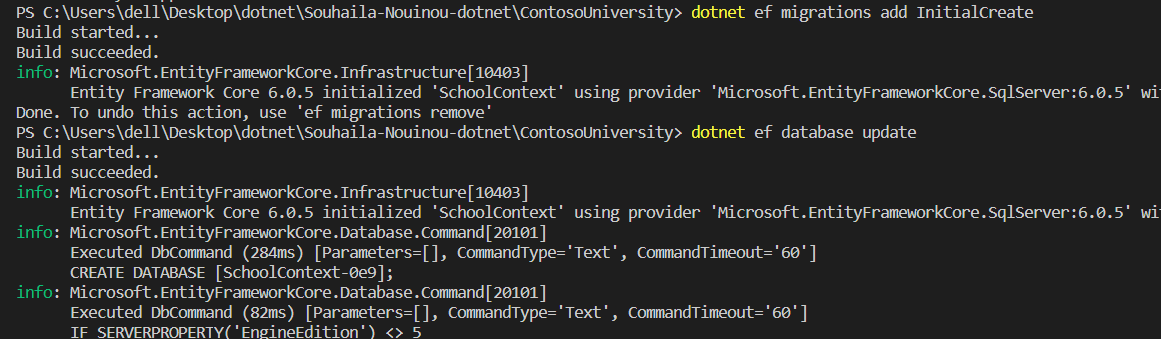 PS C:\Users\dell\Desktop\dotnet\Souhaila-Nouinou-dotnet\ContosoUniversity> dotnet ef migrations add InitialCreate
Build started...
Build succeeded.
info: Microsoft.EntityFrameworkCore.Infrastructure[10403]
Entity Framework Core 6.0.5 initialized 'SchoolContext' using provider 'Microsoft.EntityFrameworkCore.SqlServer:6.0.5'
Done. To undo this action, use 'ef migrations remove'
PS C:\Users\dell\Desktop\dotnet\Souhaila-Nouinou-dotnet\ContosoUniversity> dotnet ef database update
Build started...
Build succeeded.
info: Microsoft.EntityFrameworkCore.Infrastructure[10403]
Entity Framework Core 6.0.5 initialized 'SchoolContext' using provider 'Microsoft.EntityFrameworkCore.SqlServer:6.0.5'
info: Microsoft.EntityFrameworkCore.Database.Command[20101]
Executed DbCommand (284ms) [Parameters=[], CommandType='Text', CommandTimeout='60']
CREATE DATABASE [SchoolContext-0e9];
info: Microsoft.EntityFrameworkCore.Database.Command[20101]
Executed DbCommand (82ms) [Parameters=[], CommandType='Text', CommandTimeout='60']
IF SERVERPROPERTY('EngineEdition') <> 5